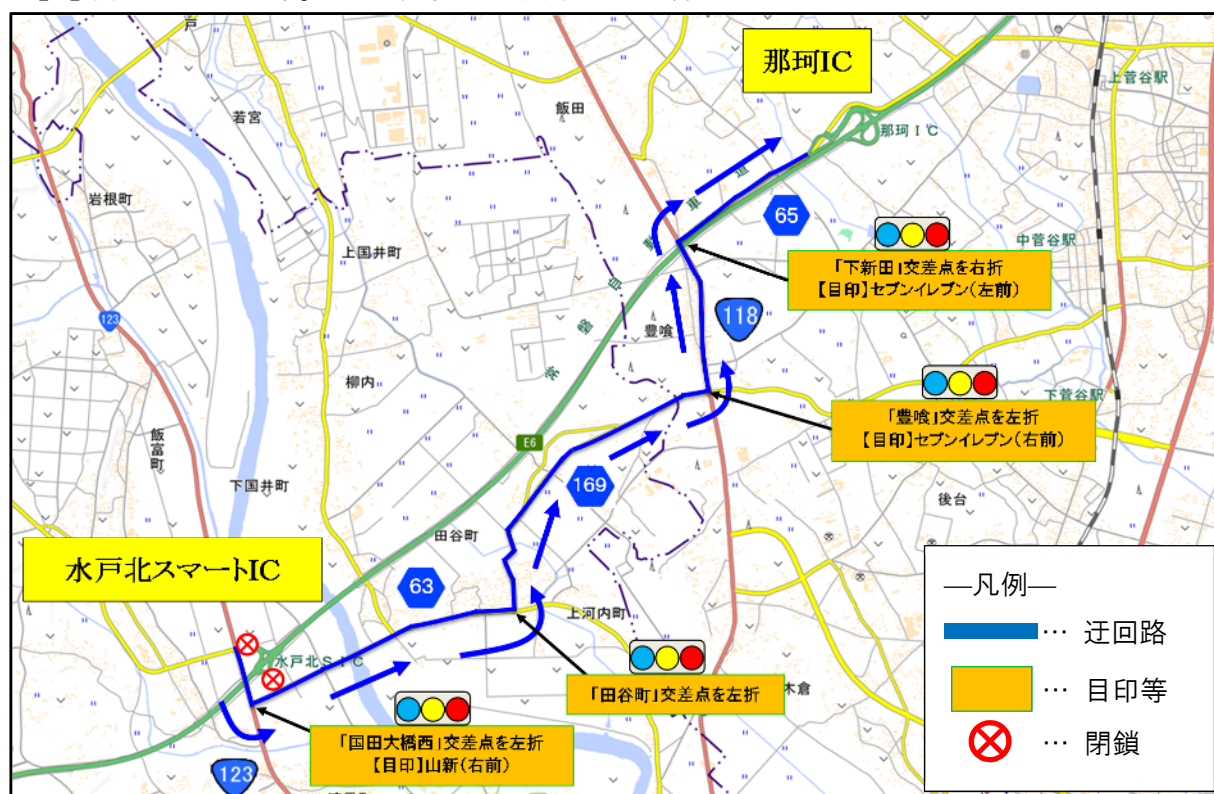 那珂IC
上菅谷駅
飯田
若宮
那珂ＩＣ
岩根町
道
車
65
「下新田」交差点を右折
【目印】セブンイレブン(左前)
中菅谷駅
上国井町
動
自
123
118
豊喰
磐
常
柳内
下菅谷駅
「豊喰」交差点を左折
【目印】セブンイレブン(右前)
飯富町
E6
169
下国井町
後台
田谷町
水戸北スマートIC
63
上河内町
水戸北ＳＩＣ
「田谷町」交差点を左折
木倉
「国田大橋西」交差点を左折
【目印】山新(右前)
123
―凡例―
… 迂回路
… 目印等
… 閉鎖